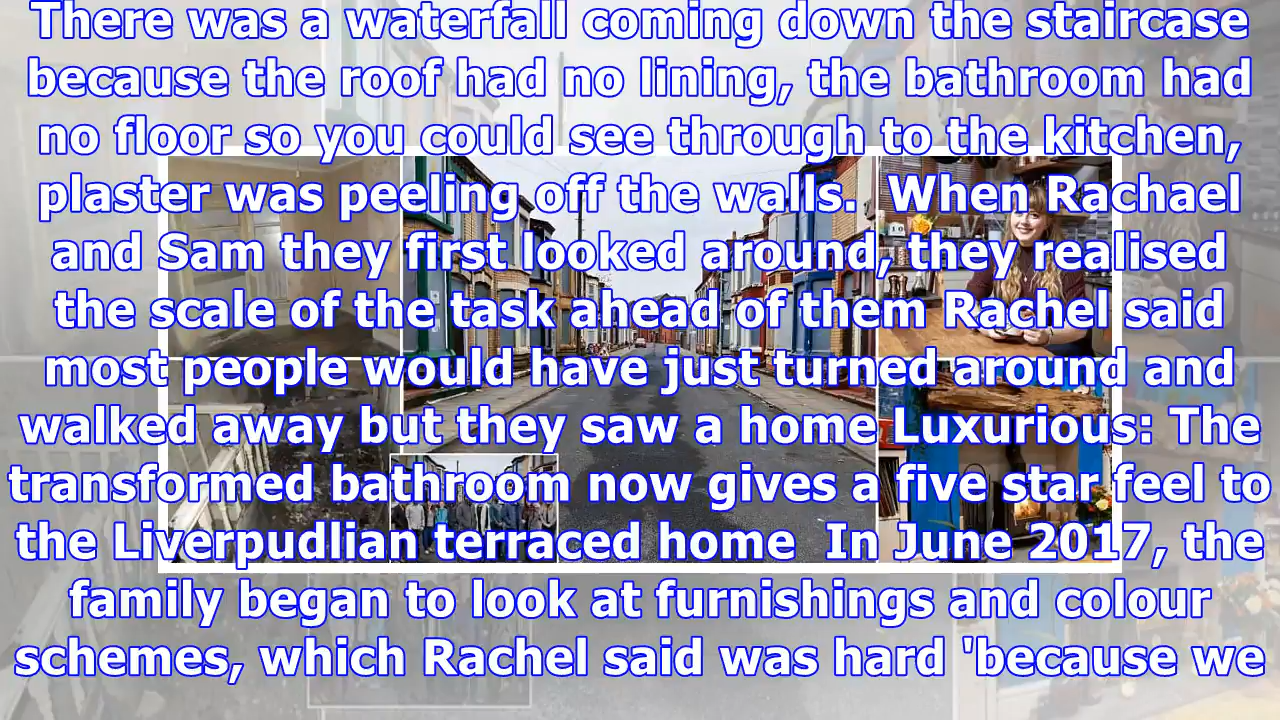 There was a waterfall coming down the staircase
because the roof had no lining, the bathroom had
no floor so you could see through to the kitchen,
plaster was peeling off the walls.  When Rachael
and Sam they first looked around, they realised
the scale of the task ahead of them Rachel said
most people would have just turned around and
walked away but they saw a home Luxurious: The
transformed bathroom now gives a five star feel to
the Liverpudlian terraced home  In June 2017, the
family began to look at furnishings and colour
schemes, which Rachel said was hard 'because we